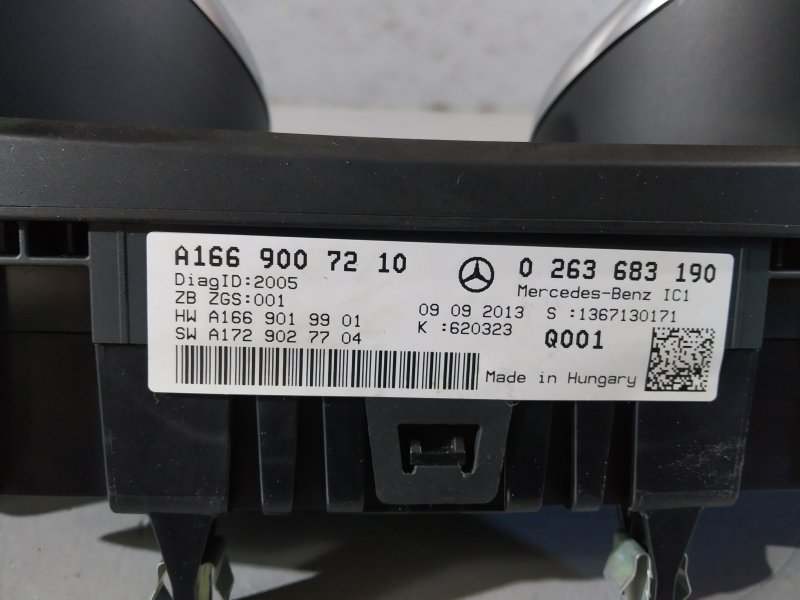 A166 900 72 10 0 263 683 190
DiagID:2005 Mercedes-Benz IC1
ZB ZGS:001 09 09 2013 S :1367130171
HW A166 901 99 01 K :620323 Q001
SW A172 902 77 04
Made in Hungary